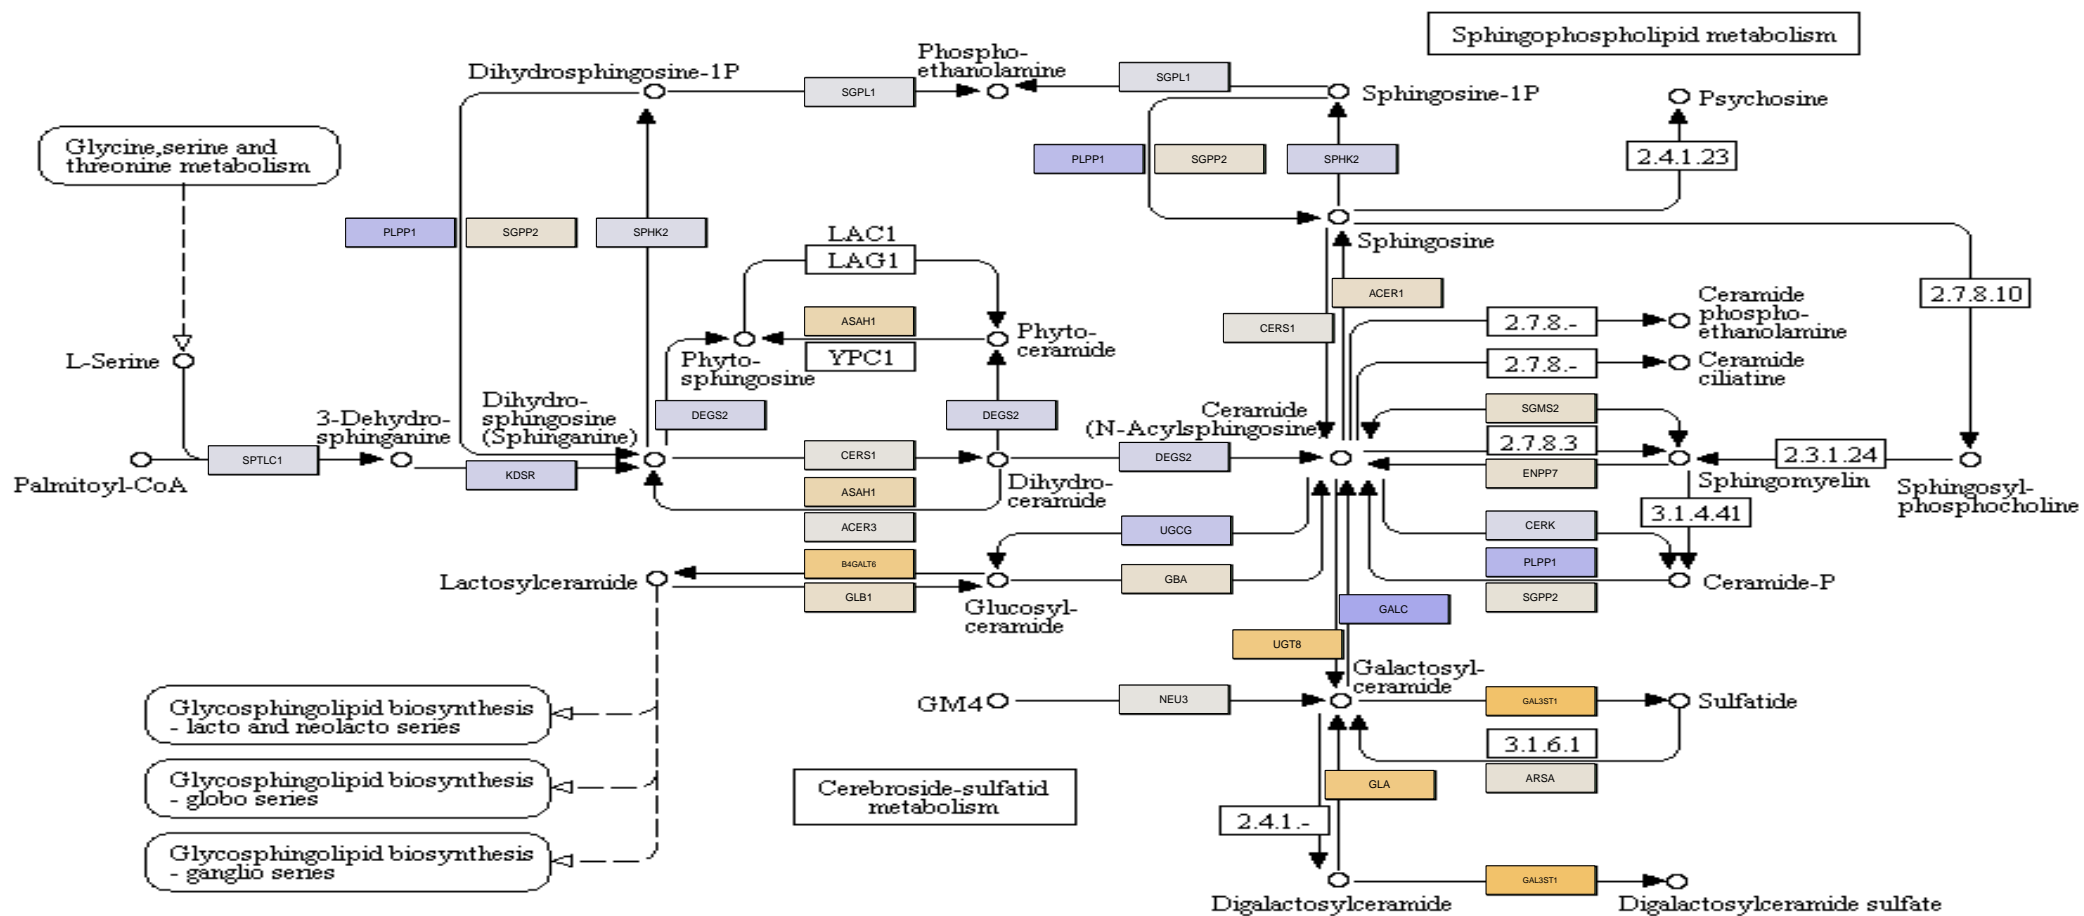 Sphingophospholipid metabolism
Phospho-
ethanolamine
Dihydrosphingosine-1P
SGPL1
SGPL1
Sphingosine-1P
Psychosine
Glycine,serine and
threonine metabolism
PLPP1
SGPP2
SPHK2
2.4.1.23
PLPP1
SGPP2
SPHK2
LAC1
LAG1
Sphingosine
ASAH1
YPC1
Phyto-
sphingosine
Phyto-
ceramide
ACER1
CERS1
2.7.8.10
2.7.8.-
Ceramide
phospho-
ethanolamine
2.7.8.-
Ceramide
ciliatine
L-Serine
3-Dehydro-
sphinganine
Dihydro-
sphingosine
(Sphinganine)
DEGS2
DEGS2
Ceramide
(N-Acylsphingosine)
SGMS2
2.7.8.3
ENPP7
2.3.1.24
Palmitoyl-CoA
SPTLC1
KDSR
CERS1
DEGS2
ASAH1
ACER3
Dihydro-
ceramide
Sphingomyelin
Sphingosyl-
phosphocholine
3.1.4.41
UGCG
CERK
PLPP1
SGPP2
Ceramide-P
Lactosylceramide
B4GALT6
GLB1
GBA
Glucosyl-
ceramide
GALC
UGT8
Galactosyl-
ceramide
GM4
NEU3
GAL3ST1
Sulfatide
3.1.6.1
ARSA
Glycosphingolipid biosynthesis
- lacto and neolacto series
Glycosphingolipid biosynthesis
- globo series
Glycosphingolipid biosynthesis
- ganglio series
Cerebroside-sulfatid
metabolism
GLA
2.4.1.-
GAL3ST1
Digalactosylceramide
Digalactosylceramide sulfate